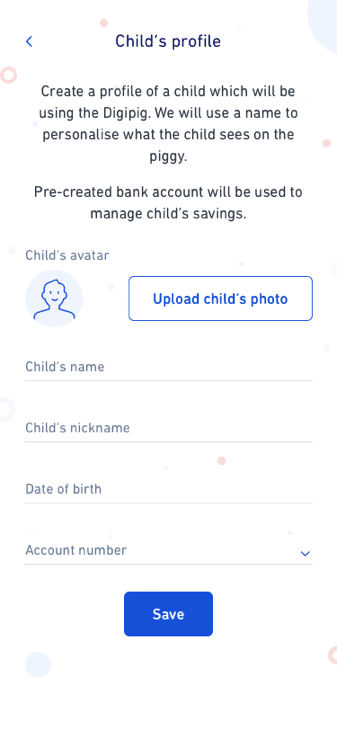 Child's profile
Create a profile of a child which will be
using the Digipig. We will use a name to
personalise what the child sees on the
piggy.
Pre-created bank account will be used to
manage child's savings.
Child's avatar
Upload child's photo
Child's name
Child's nickname
Date of birth
Account number
Save